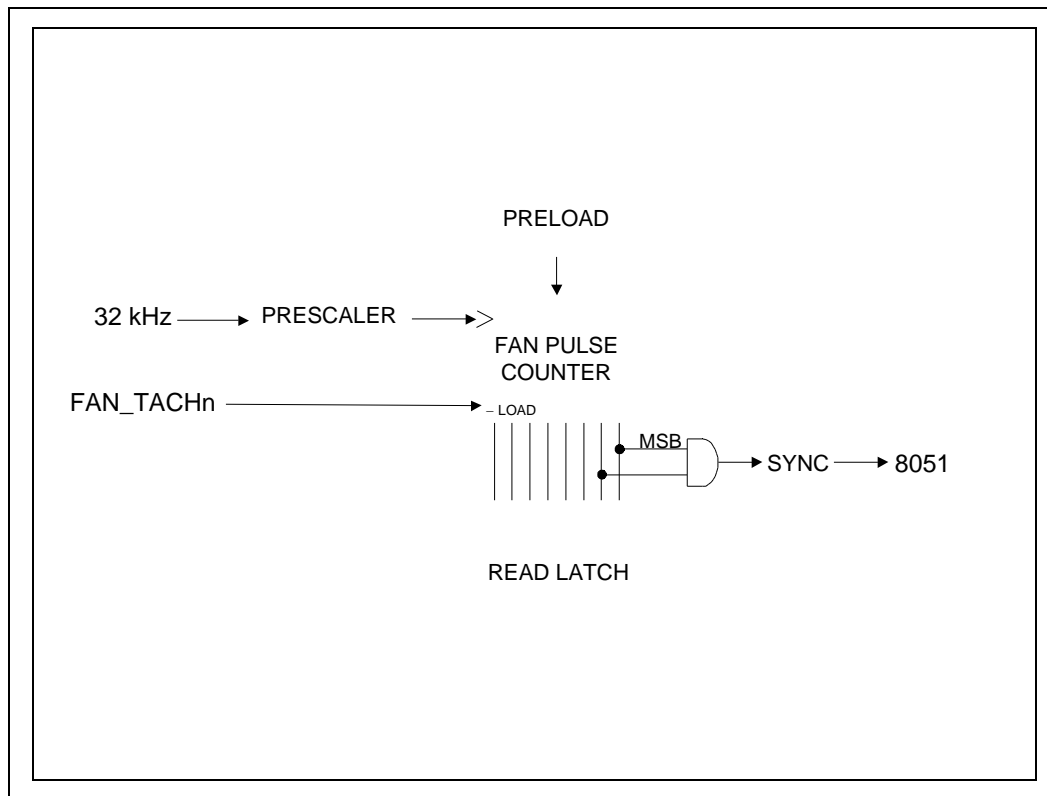 PRELOAD
32 kHz
PRESCALER
FAN PULSE
COUNTER
FAN_TACHn
– LOAD
MSB
SYNC
8051
READ LATCH